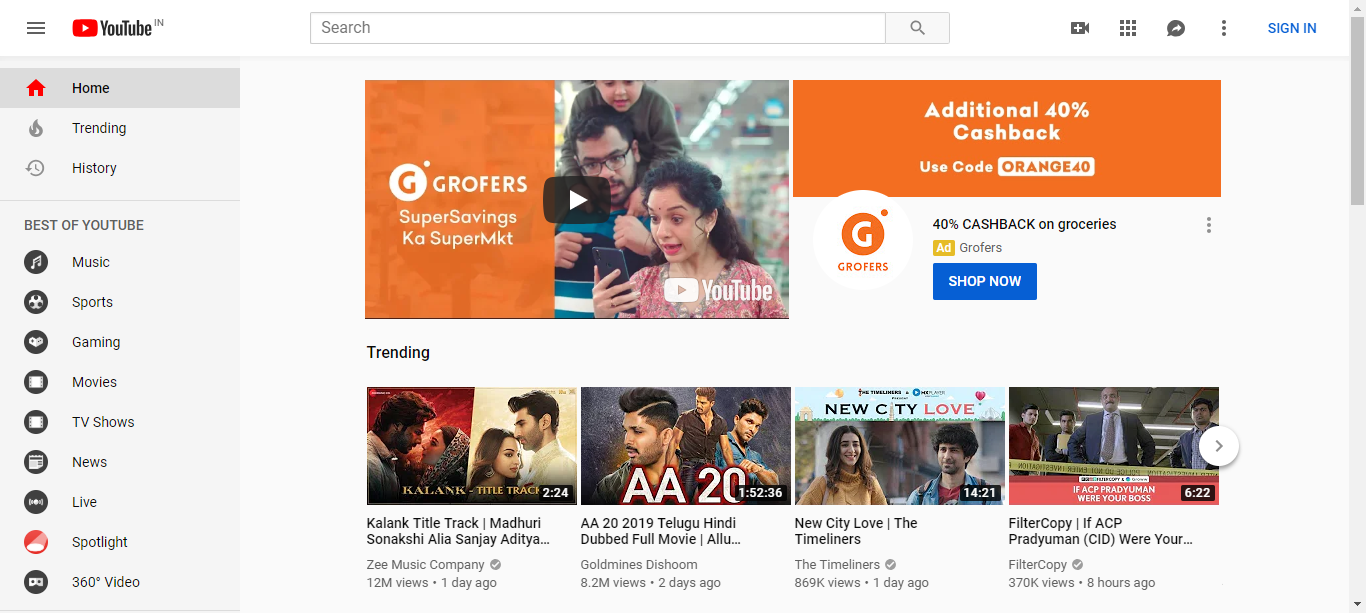 YouTube IN
Search
SIGN IN
Home
Trending
History
BEST OF YOUTUBE
Music
Sports
Gaming
Movies
TV Shows
News
Live
Spotlight
360° Video
GROFERS
SuperSavings
Ka SuperMkt
YouTube
Additional 40%
Cashback
Use Code ORANGE40
GROFERS
40% CASHBACK on groceries
Ad Grofers
SHOP NOW
Trending
KALANK - TITLE TRACK
2:24
Kalank Title Track | Madhuri
Sonakshi Alia Sanjay Aditya...
Zee Music Company
12M views • 1 day ago
AA 20
1:52:36
AA 20 2019 Telugu Hindi
Dubbed Full Movie | Allu...
Goldmines Dishoom
8.2M views • 2 days ago
THE TIMELINERS & MX PLAYER
NEW CITY LOVE
14:21
New City Love | The
Timeliners
The Timeliners
869K views • 1 day ago
FILTERCOPY &
IF ACP PRADYUMAN
WERE YOUR BOSS
6:22
FilterCopy | If ACP
Pradyuman (CID) Were Your...
FilterCopy
370K views • 8 hours ago